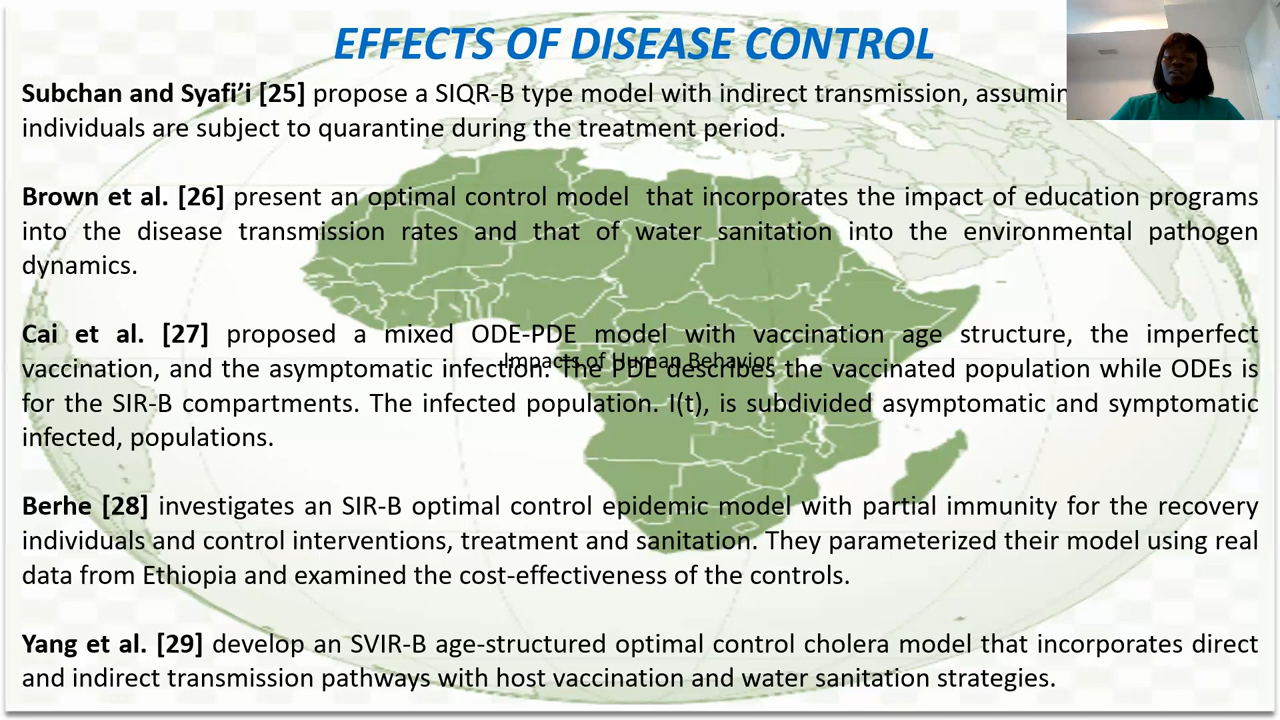 EFFECTS OF DISEASE CONTROL
Subchan and Syafi’i [25] propose a SIQR-B type model with indirect transmission,
individuals are subject to quarantine during the treatment period.
Brown et al. [26] present an optimal control model that incorporates the impact of education programs
into the disease transmission rates and that of water sanitation into the environmental pathogen
dynamics.
Cai et al. [27] proposed a mixed ODE-PDE model with vaccination age structure, the imperfect
Impacts of Human Behavior
vaccination, and the asymptomatic infection. The PDE describes the vaccinated population while ODEs is
for the SIR-B compartments. The infected population. I(t), is subdivided asymptomatic and symptomatic
infected, populations.
Berhe [28] investigates an SIR-B optimal control epidemic model with partial immunity for the recovery
individuals and control interventions, treatment and sanitation. They parameterized their model using real
data from Ethiopia and examined the cost-effectiveness of the controls.
Yang et al. [29] develop an SVIR-B age-structured optimal control cholera model that incorporates direct
and indirect transmission pathways with host vaccination and water sanitation strategies.